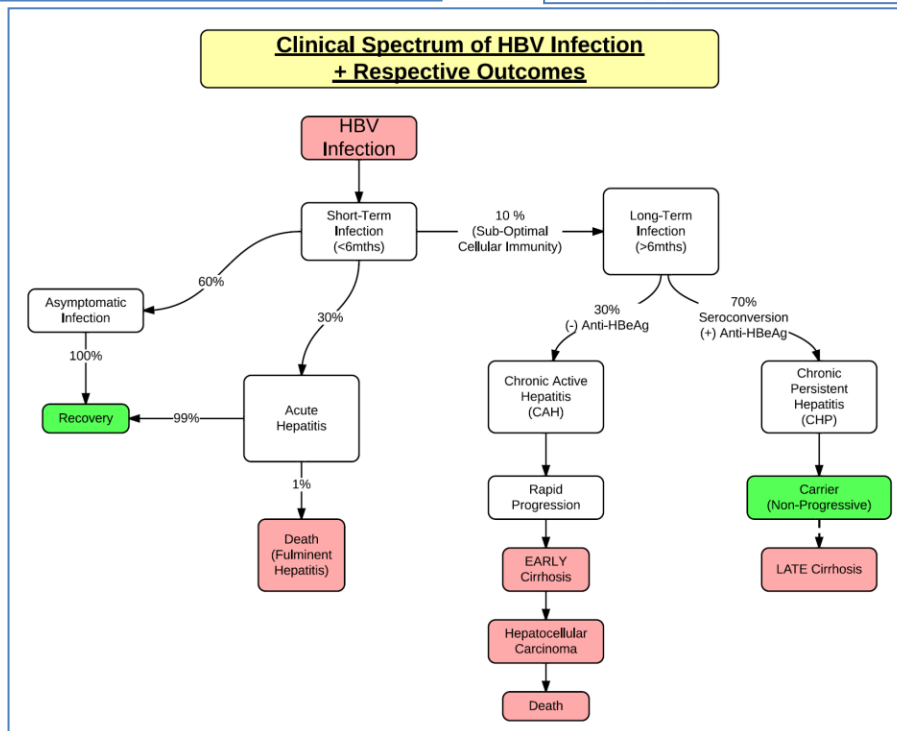 Clinical Spectrum of HBV Infection
+ Respective Outcomes
HBV
Infection
Short-Term
Infection
(<6mths)
10 %
(Sub-Optimal
Cellular Immunity)
Long-Term
Infection
(>6mths)
60%
30%
Asymptomatic
Infection
100%
Recovery
99%
Acute
Hepatitis
1%
Death
(Fulminent
Hepatitis)
30%
(-) Anti-HBeAg
70%
Seroconversion
(+) Anti-HBeAg
Chronic Active
Hepatitis
(CAH)
Rapid
Progression
EARLY
Cirrhosis
Hepatocellular
Carcinoma
Death
Chronic
Persistent
Hepatitis
(CHP)
Carrier
(Non-Progressive)
LATE Cirrhosis